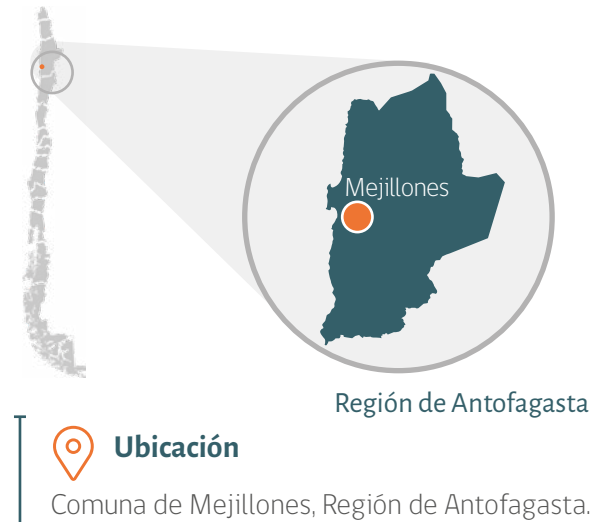 Mejillones
Región de Antofagasta
Ubicación
Comuna de Mejillones, Región de Antofagasta.